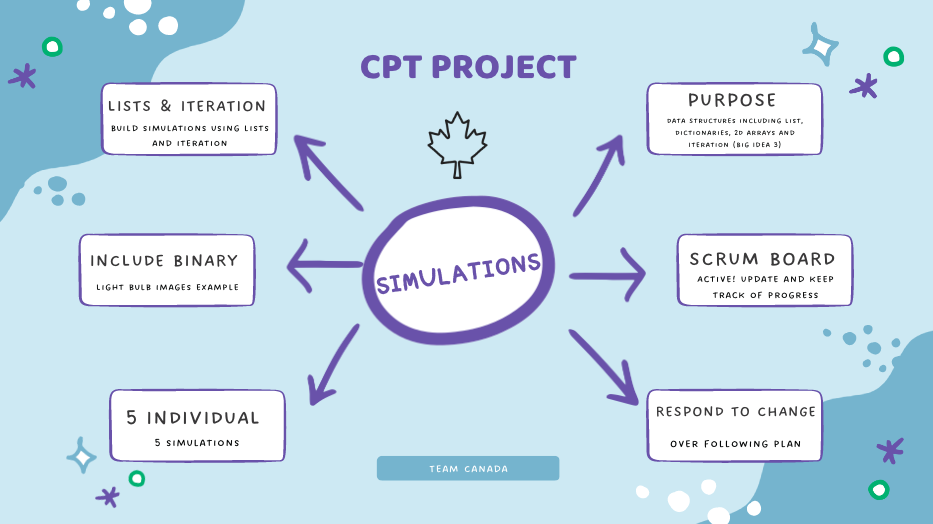 CPT PROJECT
LISTS & ITERATION
BUILD SIMULATIONS USING LISTS
AND ITERATION
PURPOSE
DATA STRUCTURES INCLUDING LIST,
DICTIONARIES, 2D ARRAYS AND
ITERATION (BIG IDEA 3)
INCLUDE BINARY
LIGHT BULB IMAGES EXAMPLE
SIMULATIONS
SCRUM BOARD
ACTIVE! UPDATE AND KEEP
TRACK OF PROGRESS
5 INDIVIDUAL
5 SIMULATIONS
RESPOND TO CHANGE
OVER FOLLOWING PLAN
TEAM CANADA